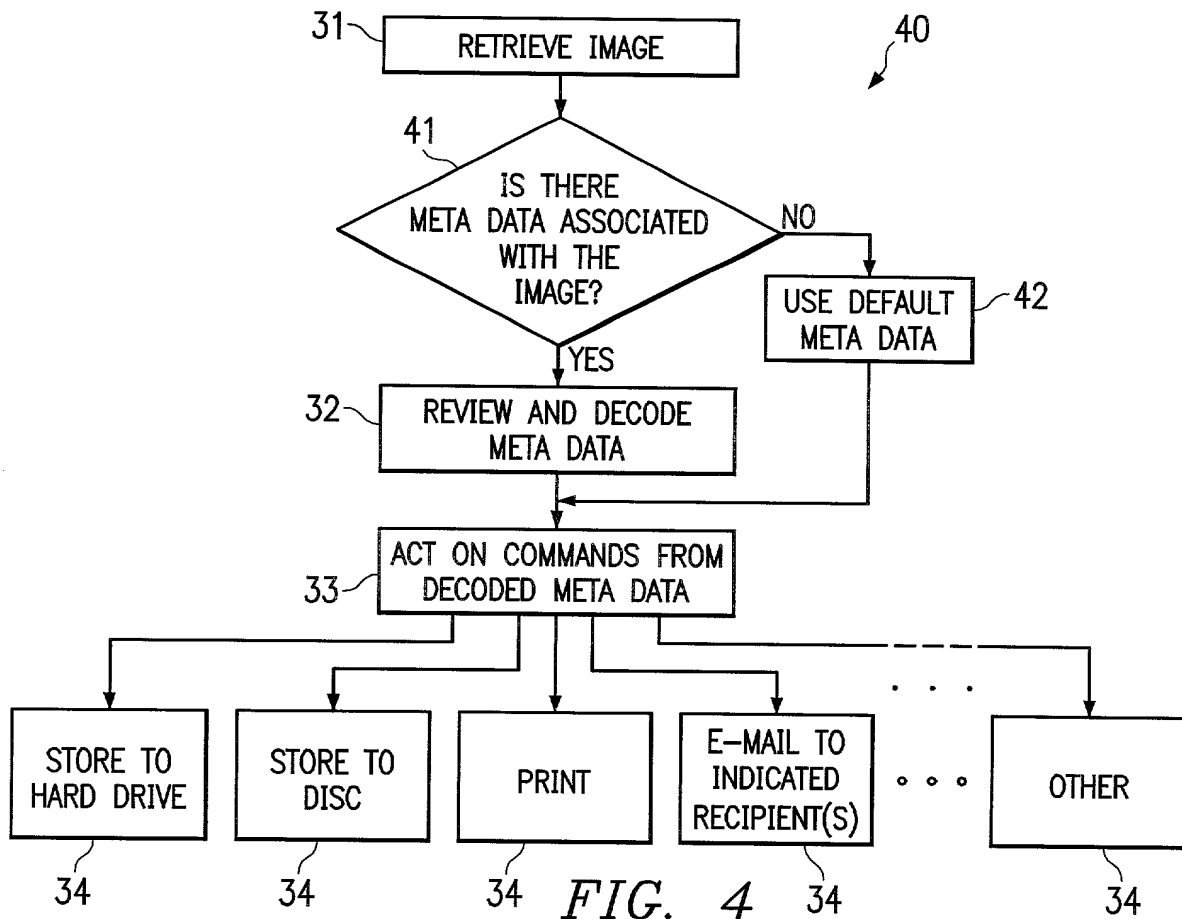 31
RETRIEVE IMAGE
40
41
IS THERE
META DATA ASSOCIATED
WITH THE
IMAGE?
NO
YES
USE DEFAULT
META DATA
42
32
REVIEW AND DECODE
META DATA
33
ACT ON COMMANDS FROM
DECODED META DATA
STORE TO
HARD DRIVE
STORE TO
DISC
PRINT
E-MAIL TO
INDICATED
RECIPIENT(S)
OTHER
34
34
34
34
34
FIG. 4